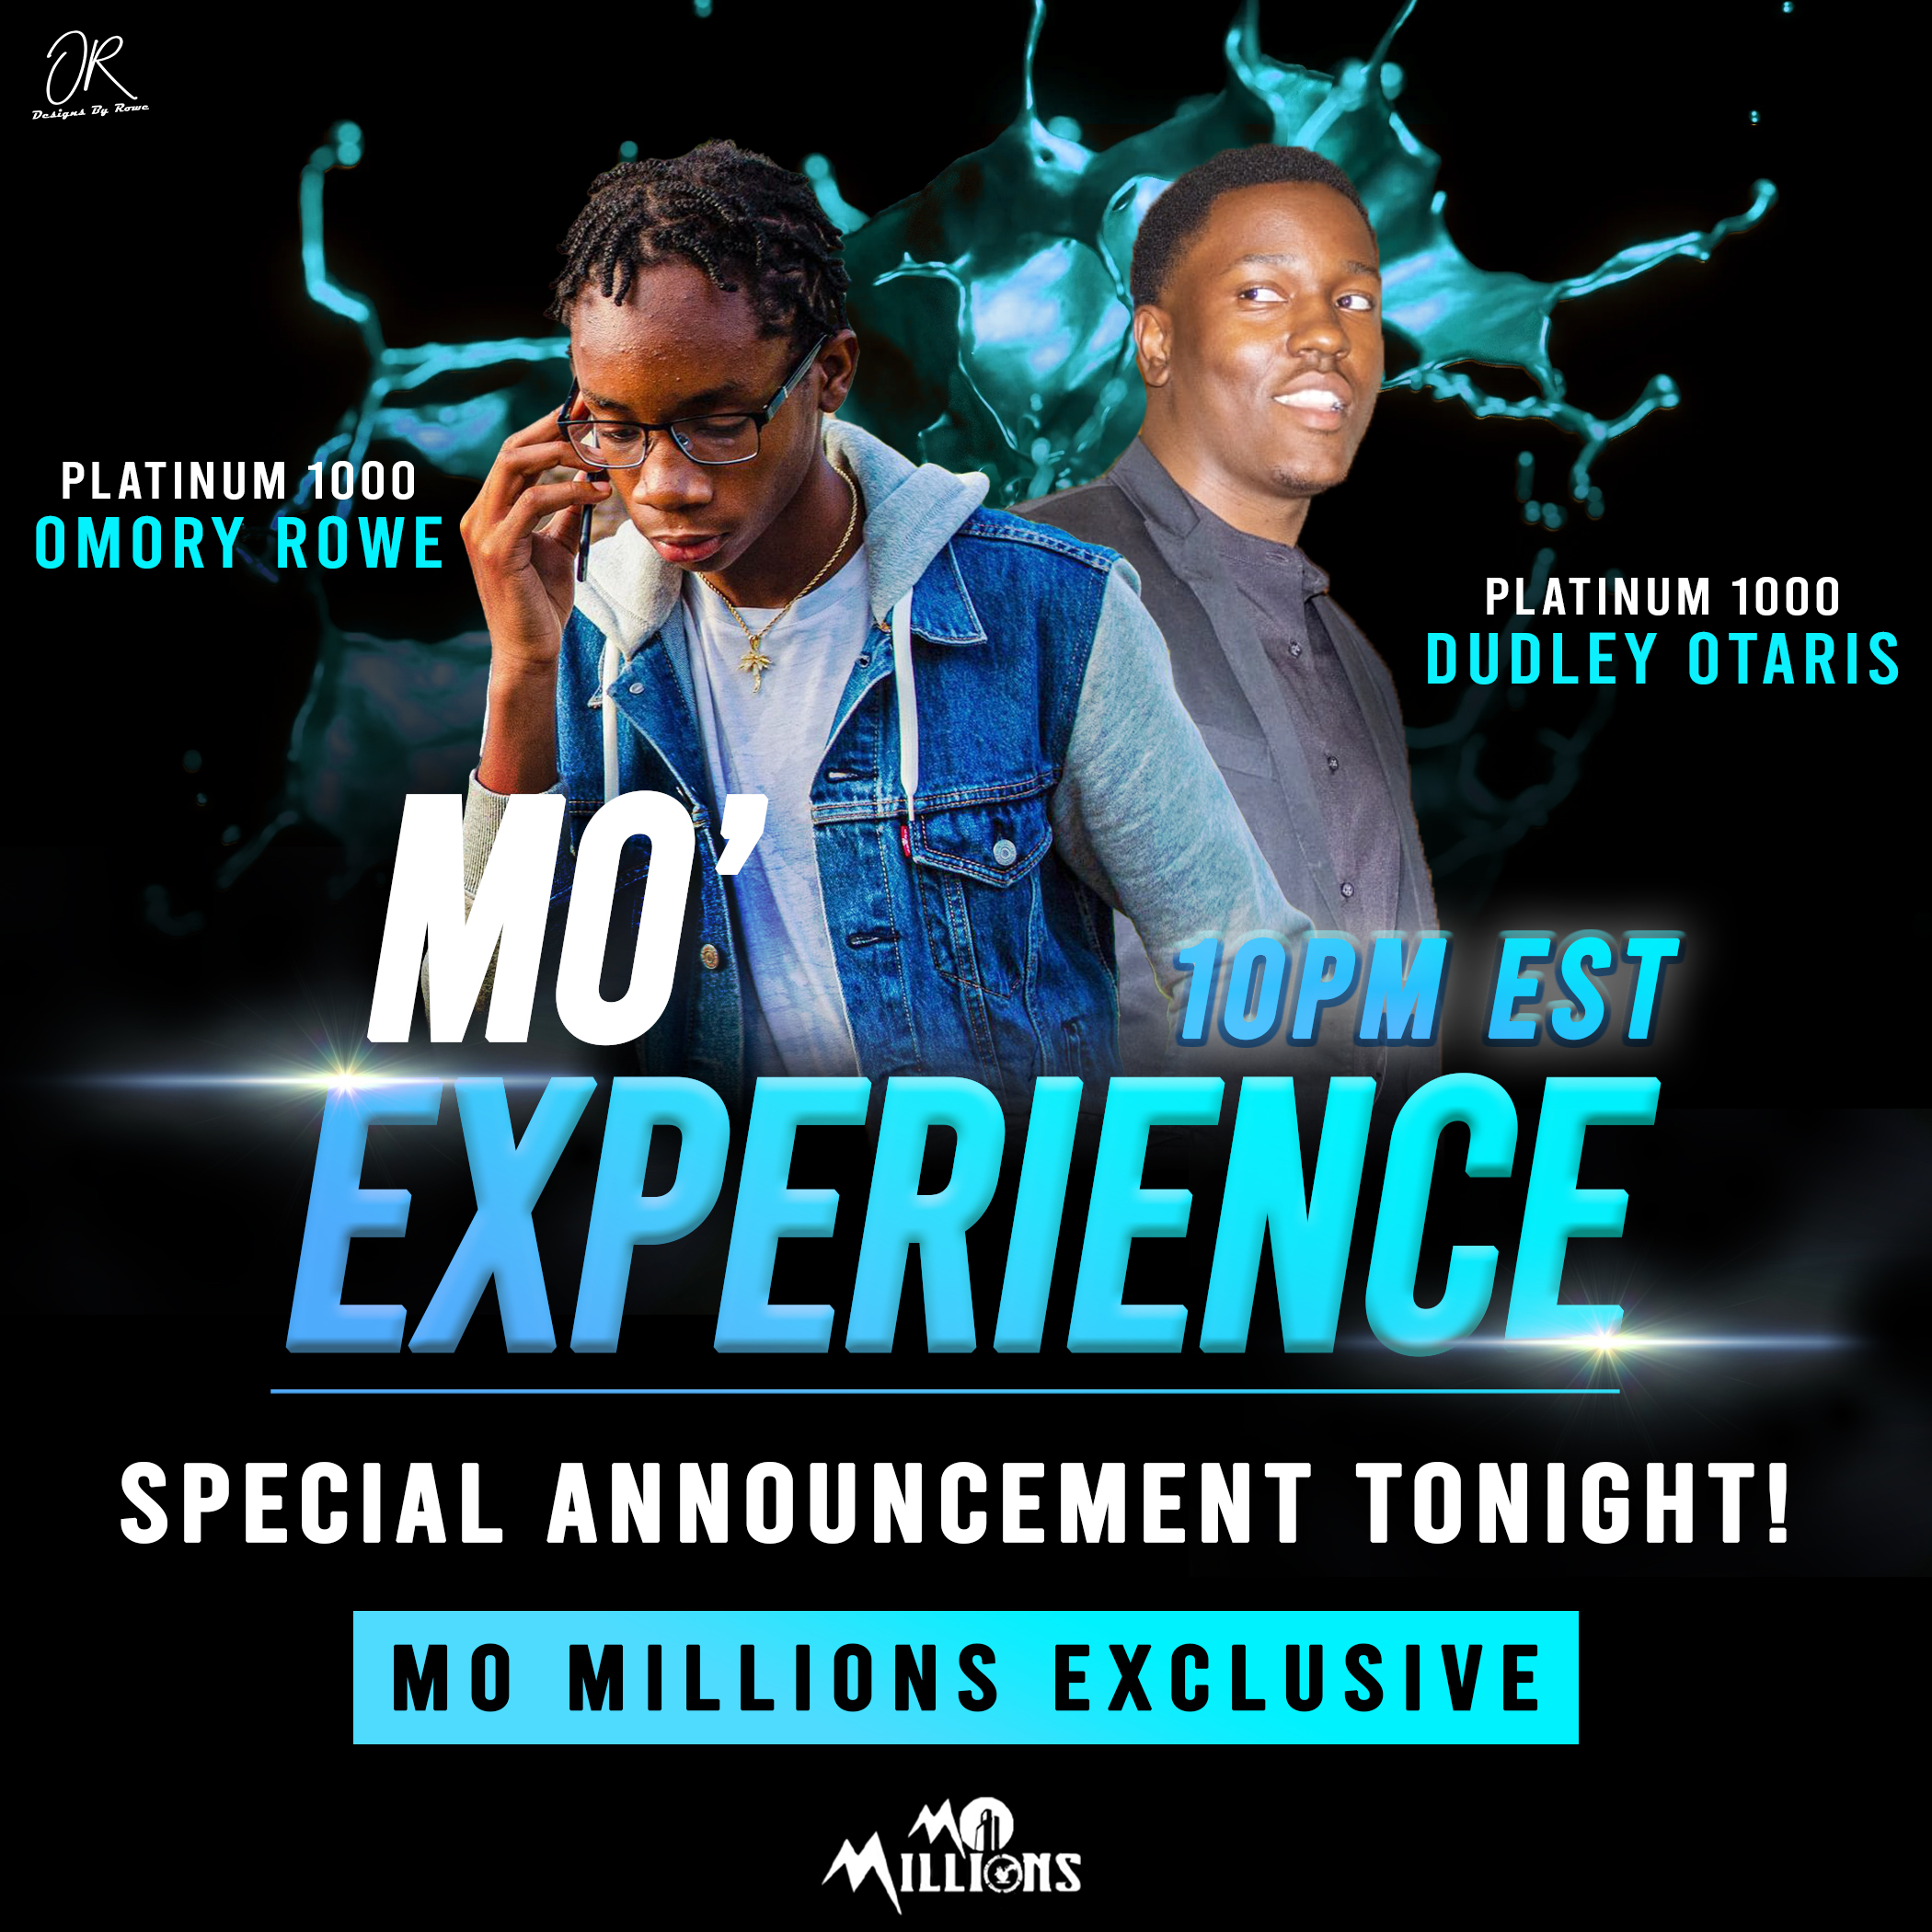 OR
Designs By Rowe
PLATINUM 1000
OMORY ROWE
PLATINUM 1000
DUDLEY OTARIS
MO'
10PM EST
EXPERIENCE
SPECIAL ANNOUNCEMENT TONIGHT!
MO MILLIONS EXCLUSIVE
MO
MILLIONS